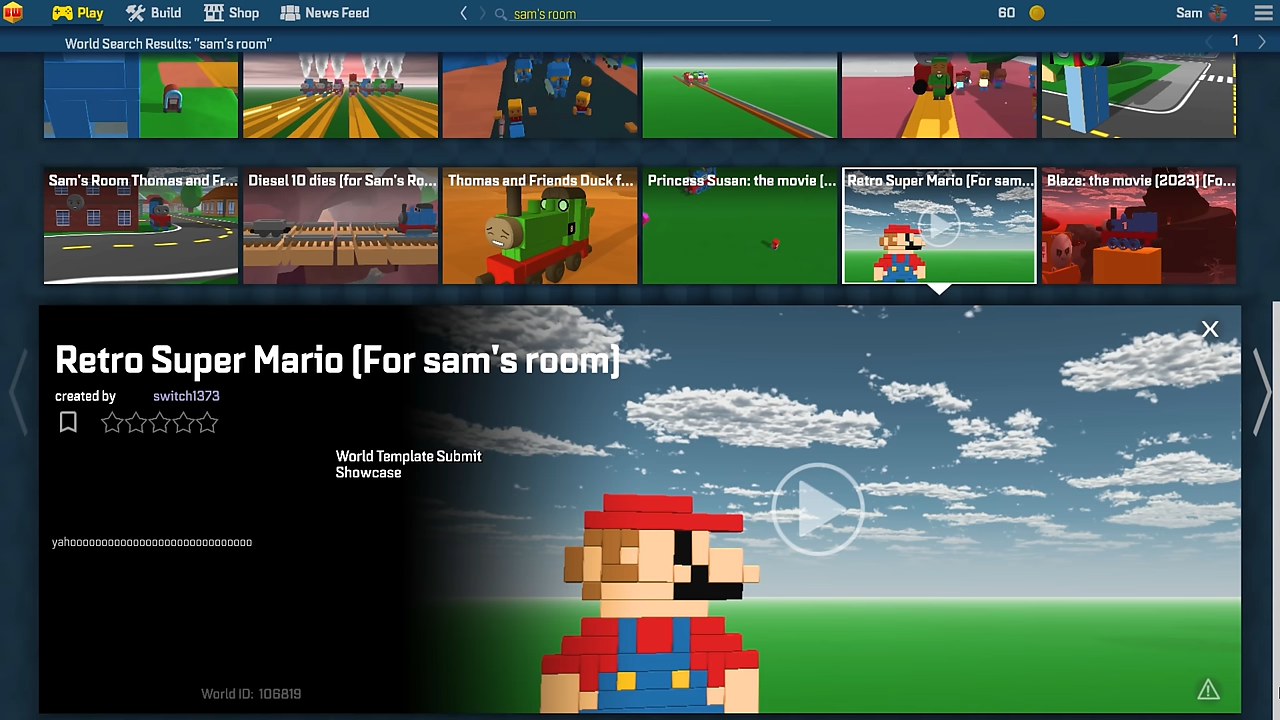 Play
Build
Shop
News Feed
sam's room
60
Sam
World Search Results: "sam's room"
1
Sam's Room Thomas and Fr...
Diesel 10 dies (for Sam's Ro...
Thomas and Friends Duck f...
Princess Susan: the movie (...
Retro Super Mario (For sam...
Blaze: the movie (2023) (Fo...
Retro Super Mario (For sam's room)
created by switch1373
World Template Submit
Showcase
yahoooooooooooooooooooooooooooooo
World ID: 106819